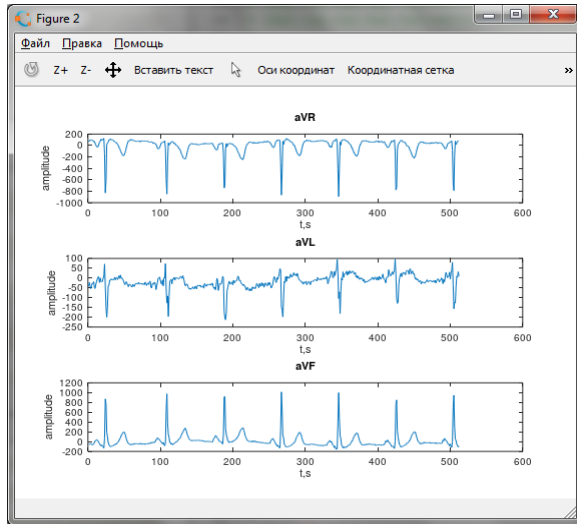 Figure 2
Файл Правка Помощь
Z+ Z- Вставить текст Оси координат Координатная сетка »
aVR
200
0
-200
-400
-600
-800
-1000
amplitude
0 100 200 300 400 500 600
t,s
aVL
100
50
0
-50
-100
-150
-200
-250
amplitude
0 100 200 300 400 500 600
t,s
aVF
1200
1000
800
600
400
200
0
-200
amplitude
0 100 200 300 400 500 600
t,s